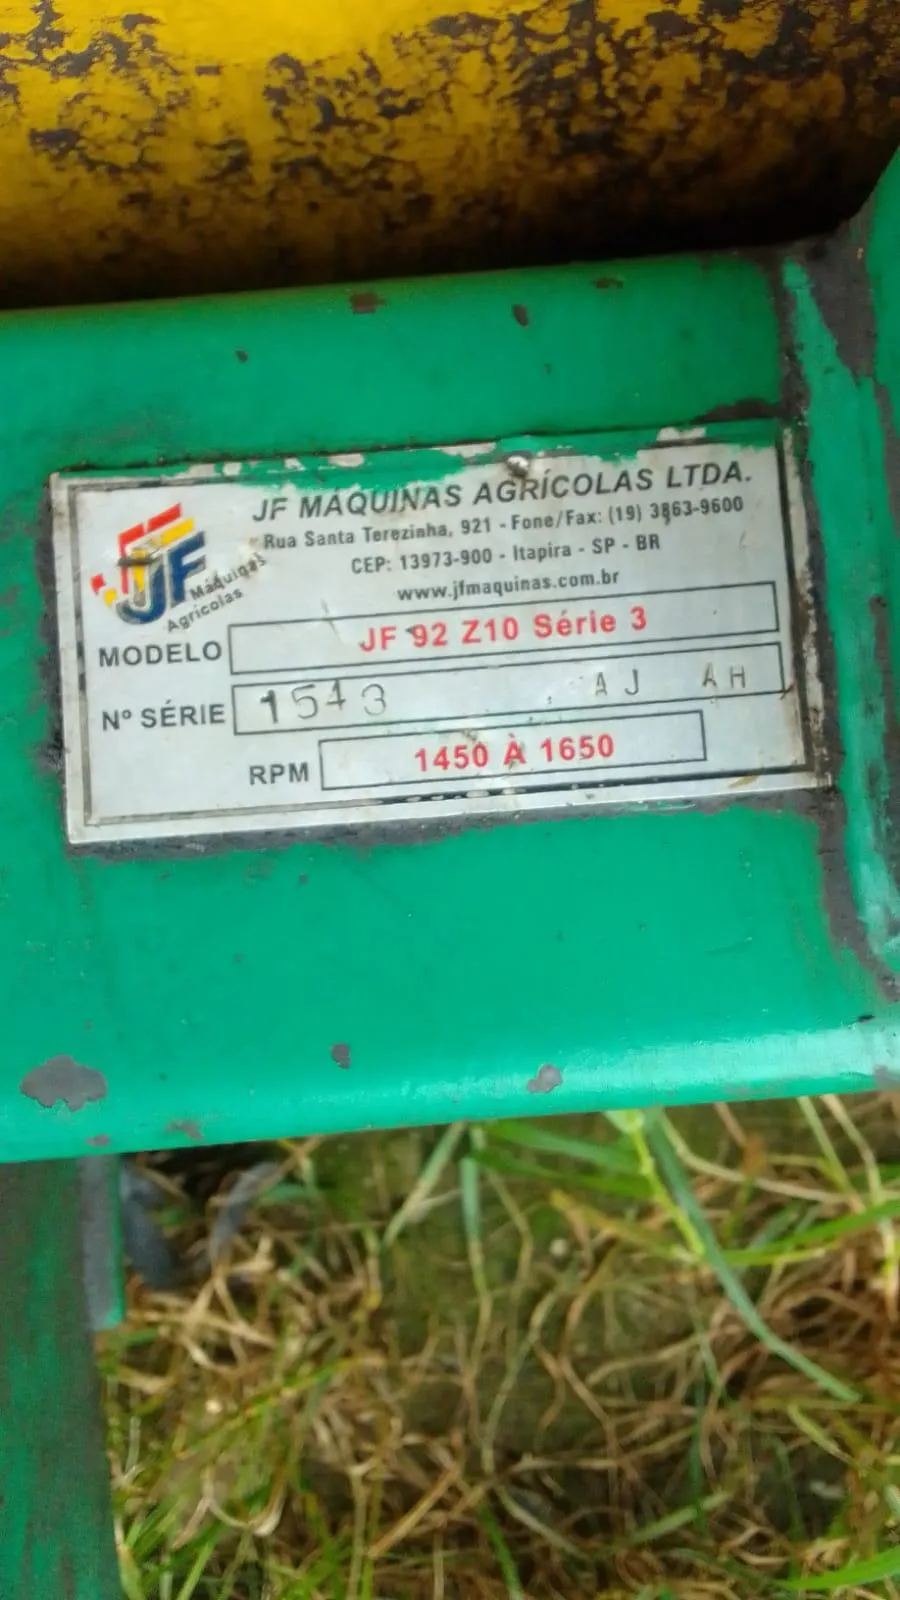 JF MÁQUINAS AGRÍCOLAS LTDA.
Rua Santa Terezinha, 921 - Fone/Fax: (19) 3863-9600
CEP: 13973-900 - Itapira - SP - BR
www.jfmaquinas.com.br
JF Máquinas
Agrícolas
MODELO JF 92 Z10 Série 3
Nº SÉRIE 1543 AJ AH
RPM 1450 À 1650